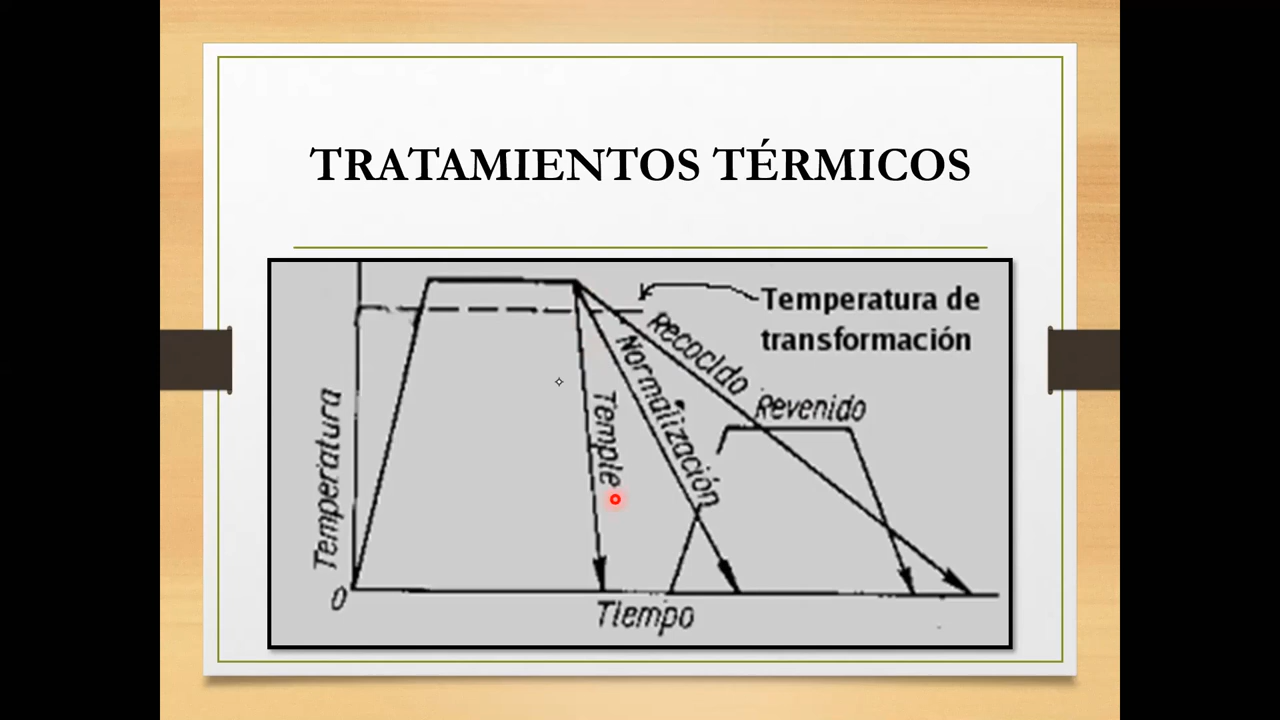 TRATAMIENTOS TÉRMICOS
Temperatura de
transformación
Recocido
Normalización
Revenido
Temple
Temperatura
0
Tiempo